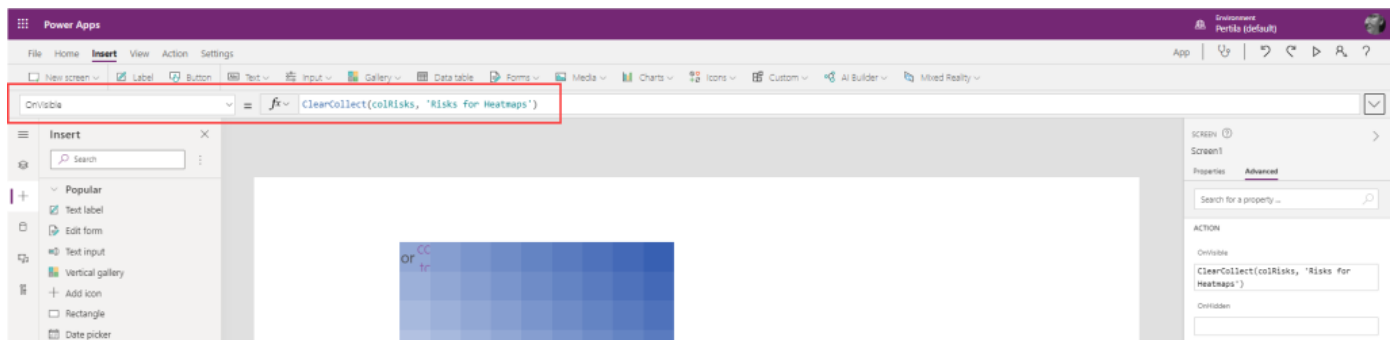 Power Apps
Environment
Pertila (default)
File Home Insert View Action Settings
App
New screen Label Button Text Input Gallery Data table Forms Media Charts Icons Custom AI Builder Mixed Reality
OnVisible = fx ClearCollect(colRisks, 'Risks for Heatmaps')
Insert
Search
Popular
Text label
Edit form
Text input
Vertical gallery
Add icon
Rectangle
Date picker
or
SCREEN
Screen1
Properties Advanced
Search for a property ...
ACTION
OnVisible
ClearCollect(colRisks, 'Risks for
Heatmaps')
OnHidden